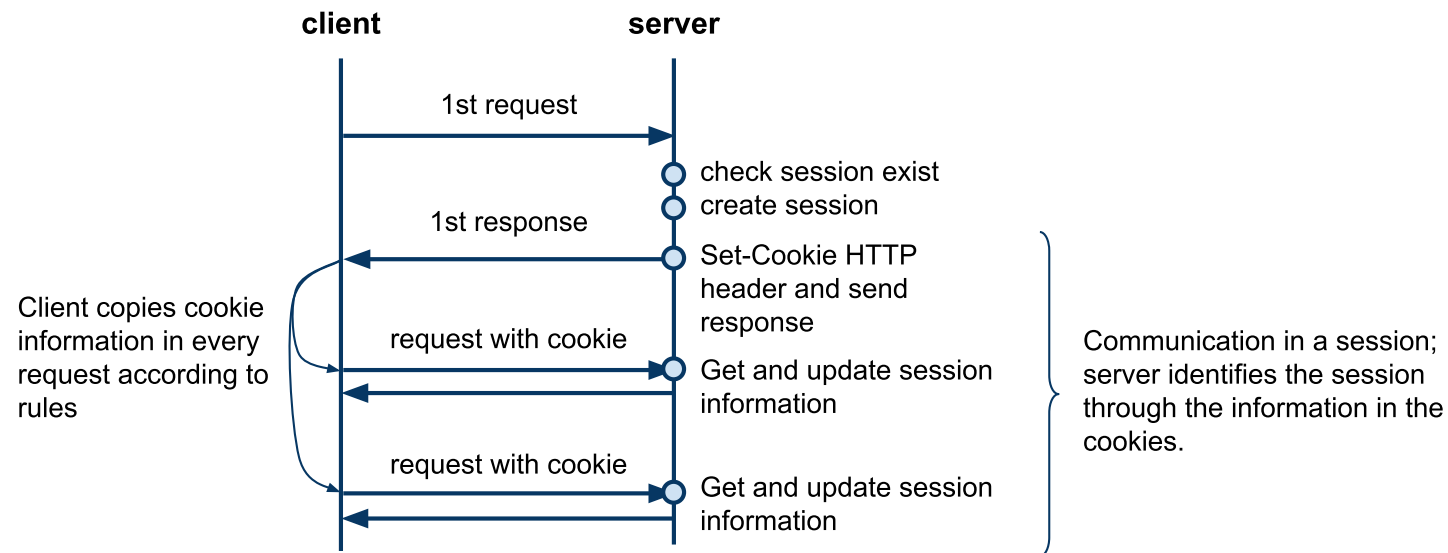 client
server
1st request
check session exist
create session
1st response
Set-Cookie HTTP
header and send
response
Client copies cookie
information in every
request according to
rules
request with cookie
Get and update session
information
Communication in a session;
server identifies the session
through the information in the
cookies.
request with cookie
Get and update session
information